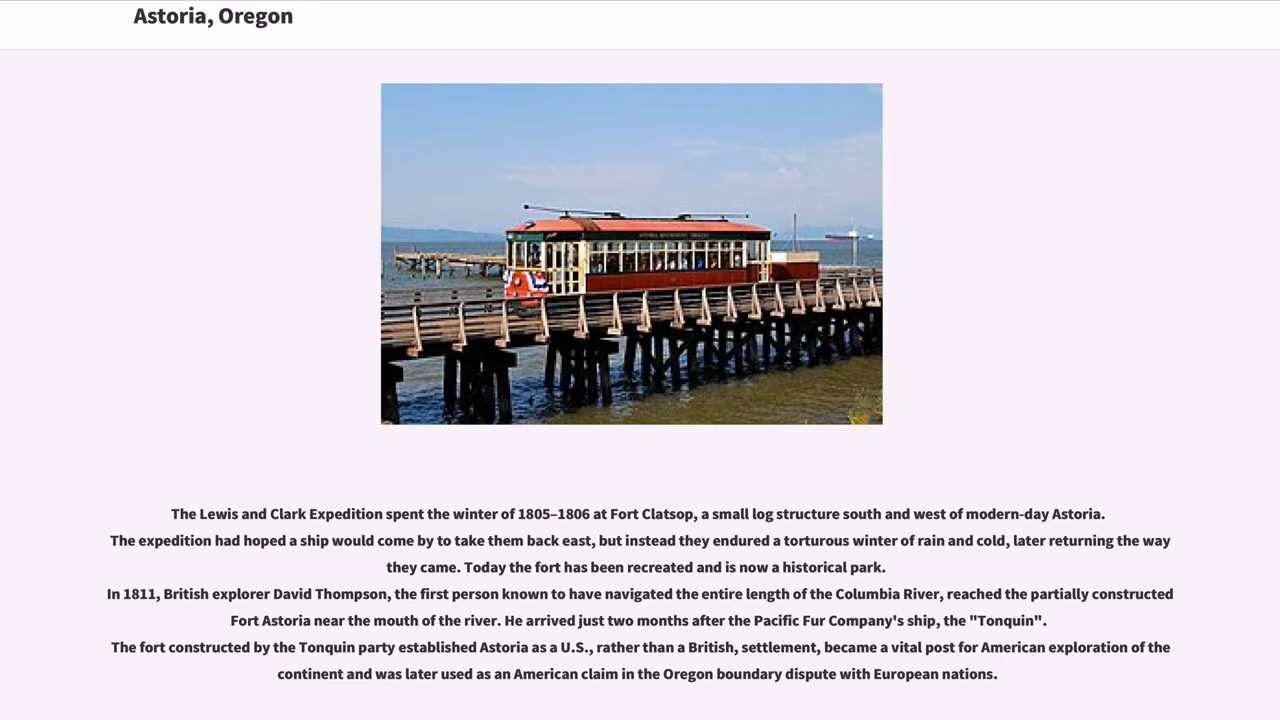 Astoria, Oregon
The Lewis and Clark Expedition spent the winter of 1805–1806 at Fort Clatsop, a small log structure south and west of modern-day Astoria.
The expedition had hoped a ship would come by to take them back east, but instead they endured a torturous winter of rain and cold, later returning the way
they came. Today the fort has been recreated and is now a historical park.
In 1811, British explorer David Thompson, the first person known to have navigated the entire length of the Columbia River, reached the partially constructed
Fort Astoria near the mouth of the river. He arrived just two months after the Pacific Fur Company's ship, the "Tonquin".
The fort constructed by the Tonquin party established Astoria as a U.S., rather than a British, settlement, became a vital post for American exploration of the
continent and was later used as an American claim in the Oregon boundary dispute with European nations.